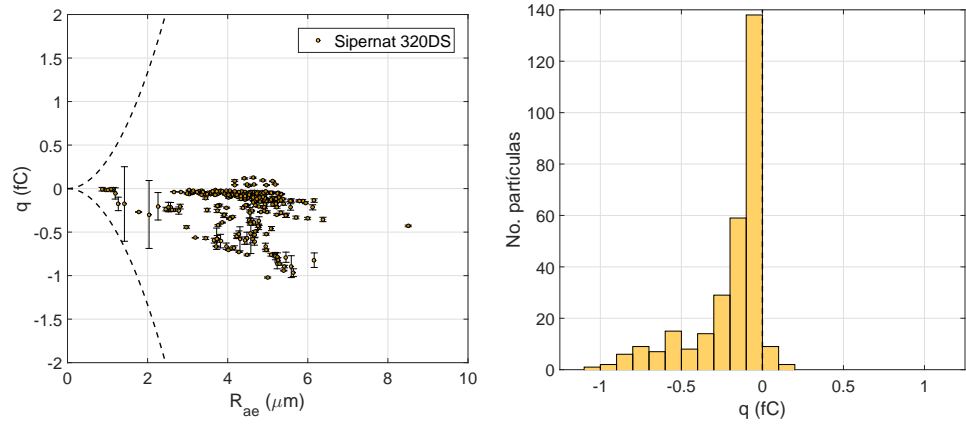 2
1.5
1
0.5
0
-0.5
-1
-1.5
-2
q (fC)
0 2 4 6 8 10
R_ae (μm)
Sipernat 320DS
140
120
100
80
60
40
20
0
No. partículas
-1 -0.5 0 0.5 1
q (fC)